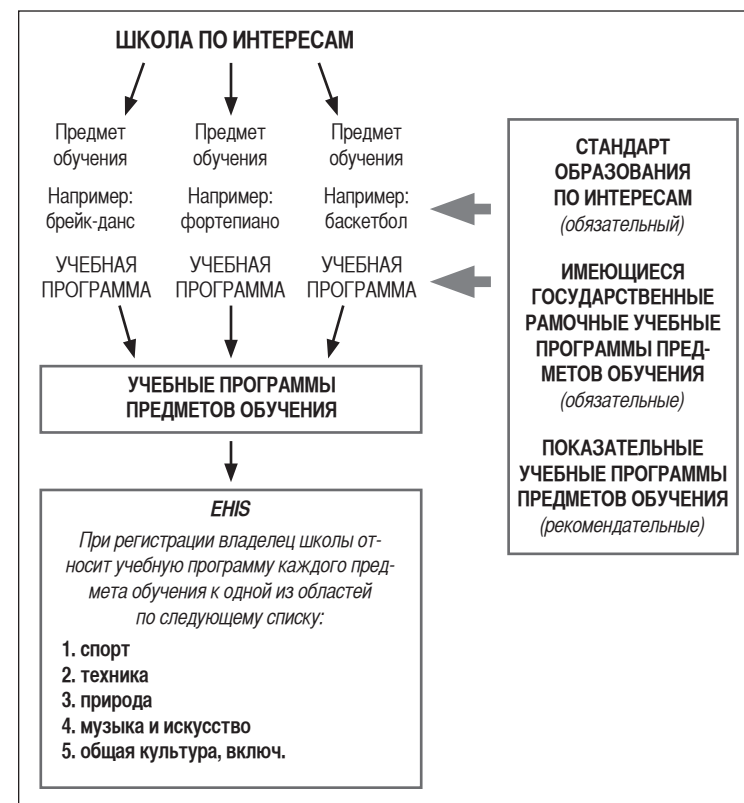 ШКОЛА ПО ИНТЕРЕСАМ
Предмет обучения
Например: брейк-данс
УЧЕБНАЯ ПРОГРАММА
Предмет обучения
Например: фортепиано
УЧЕБНАЯ ПРОГРАММА
Предмет обучения
Например: баскетбол
УЧЕБНАЯ ПРОГРАММА
УЧЕБНЫЕ ПРОГРАММЫ
ПРЕДМЕТОВ ОБУЧЕНИЯ
EHIS
При регистрации владелец школы от-
носит учебную программу каждого пред-
мета обучения к одной из областей
по следующему списку:
1. спорт
2. техника
3. природа
4. музыка и искусство
5. общая культура, включ.
СТАНДАРТ
ОБРАЗОВАНИЯ
ПО ИНТЕРЕСАМ
(обязательный)
ИМЕЮЩИЕСЯ
ГОСУДАРСТВЕННЫЕ
РАМОЧНЫЕ УЧЕБНЫЕ
ПРОГРАММЫ ПРЕД-
МЕТОВ ОБУЧЕНИЯ
(обязательные)
ПОКАЗАТЕЛЬНЫЕ
УЧЕБНЫЕ ПРОГРАММЫ
ПРЕДМЕТОВ ОБУЧЕНИЯ
(рекомендательные)